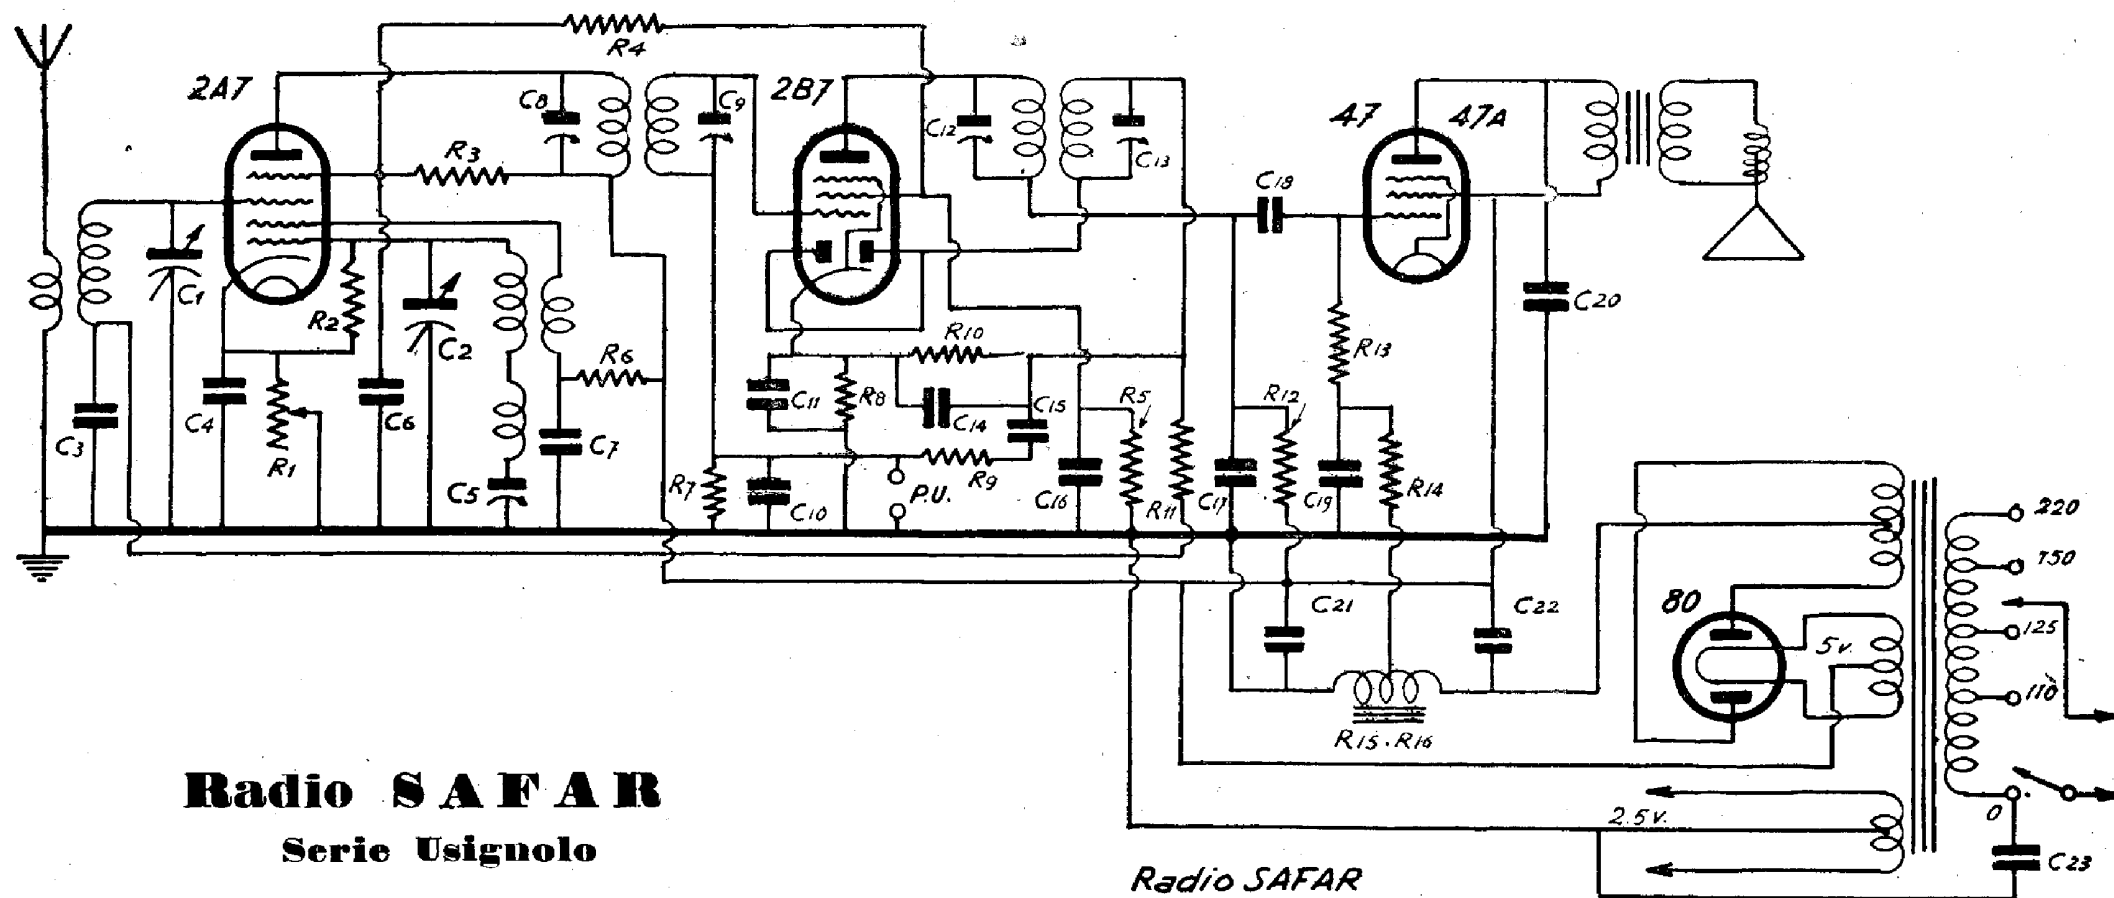 R4
2A7
C8
C9
2B7
C12
C13
47
47A
R3
C18
C1
R2
C2
R6
R10
R13
C20
C3
C4
R1
C6
C5
C7
R7
C11
R8
C14
C15
R5
R12
P.U.
R9
C10
C16
R11
C17
C19
R14
220
150
125
110
0
C21
C22
80
5v.
R15 . R16
2.5v.
C23
Radio SAFAR
Serie Usignolo
Radio SAFAR